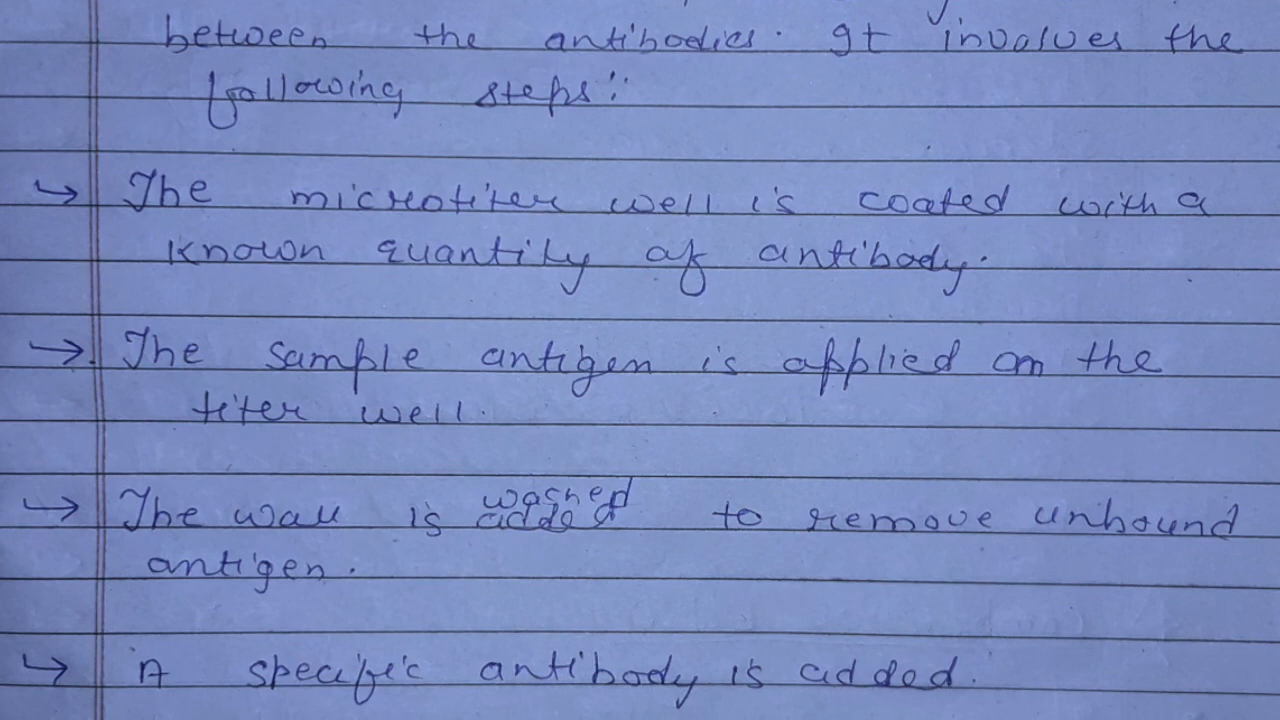 between the antibodies. It involves the
following steps:
→ The microtiter well is coated with a
known quantity of antibody.
→ The sample antigen is applied on the
titer well.
→ The wall is washed to remove unbound
antigen.
→ A specific antibody is added.